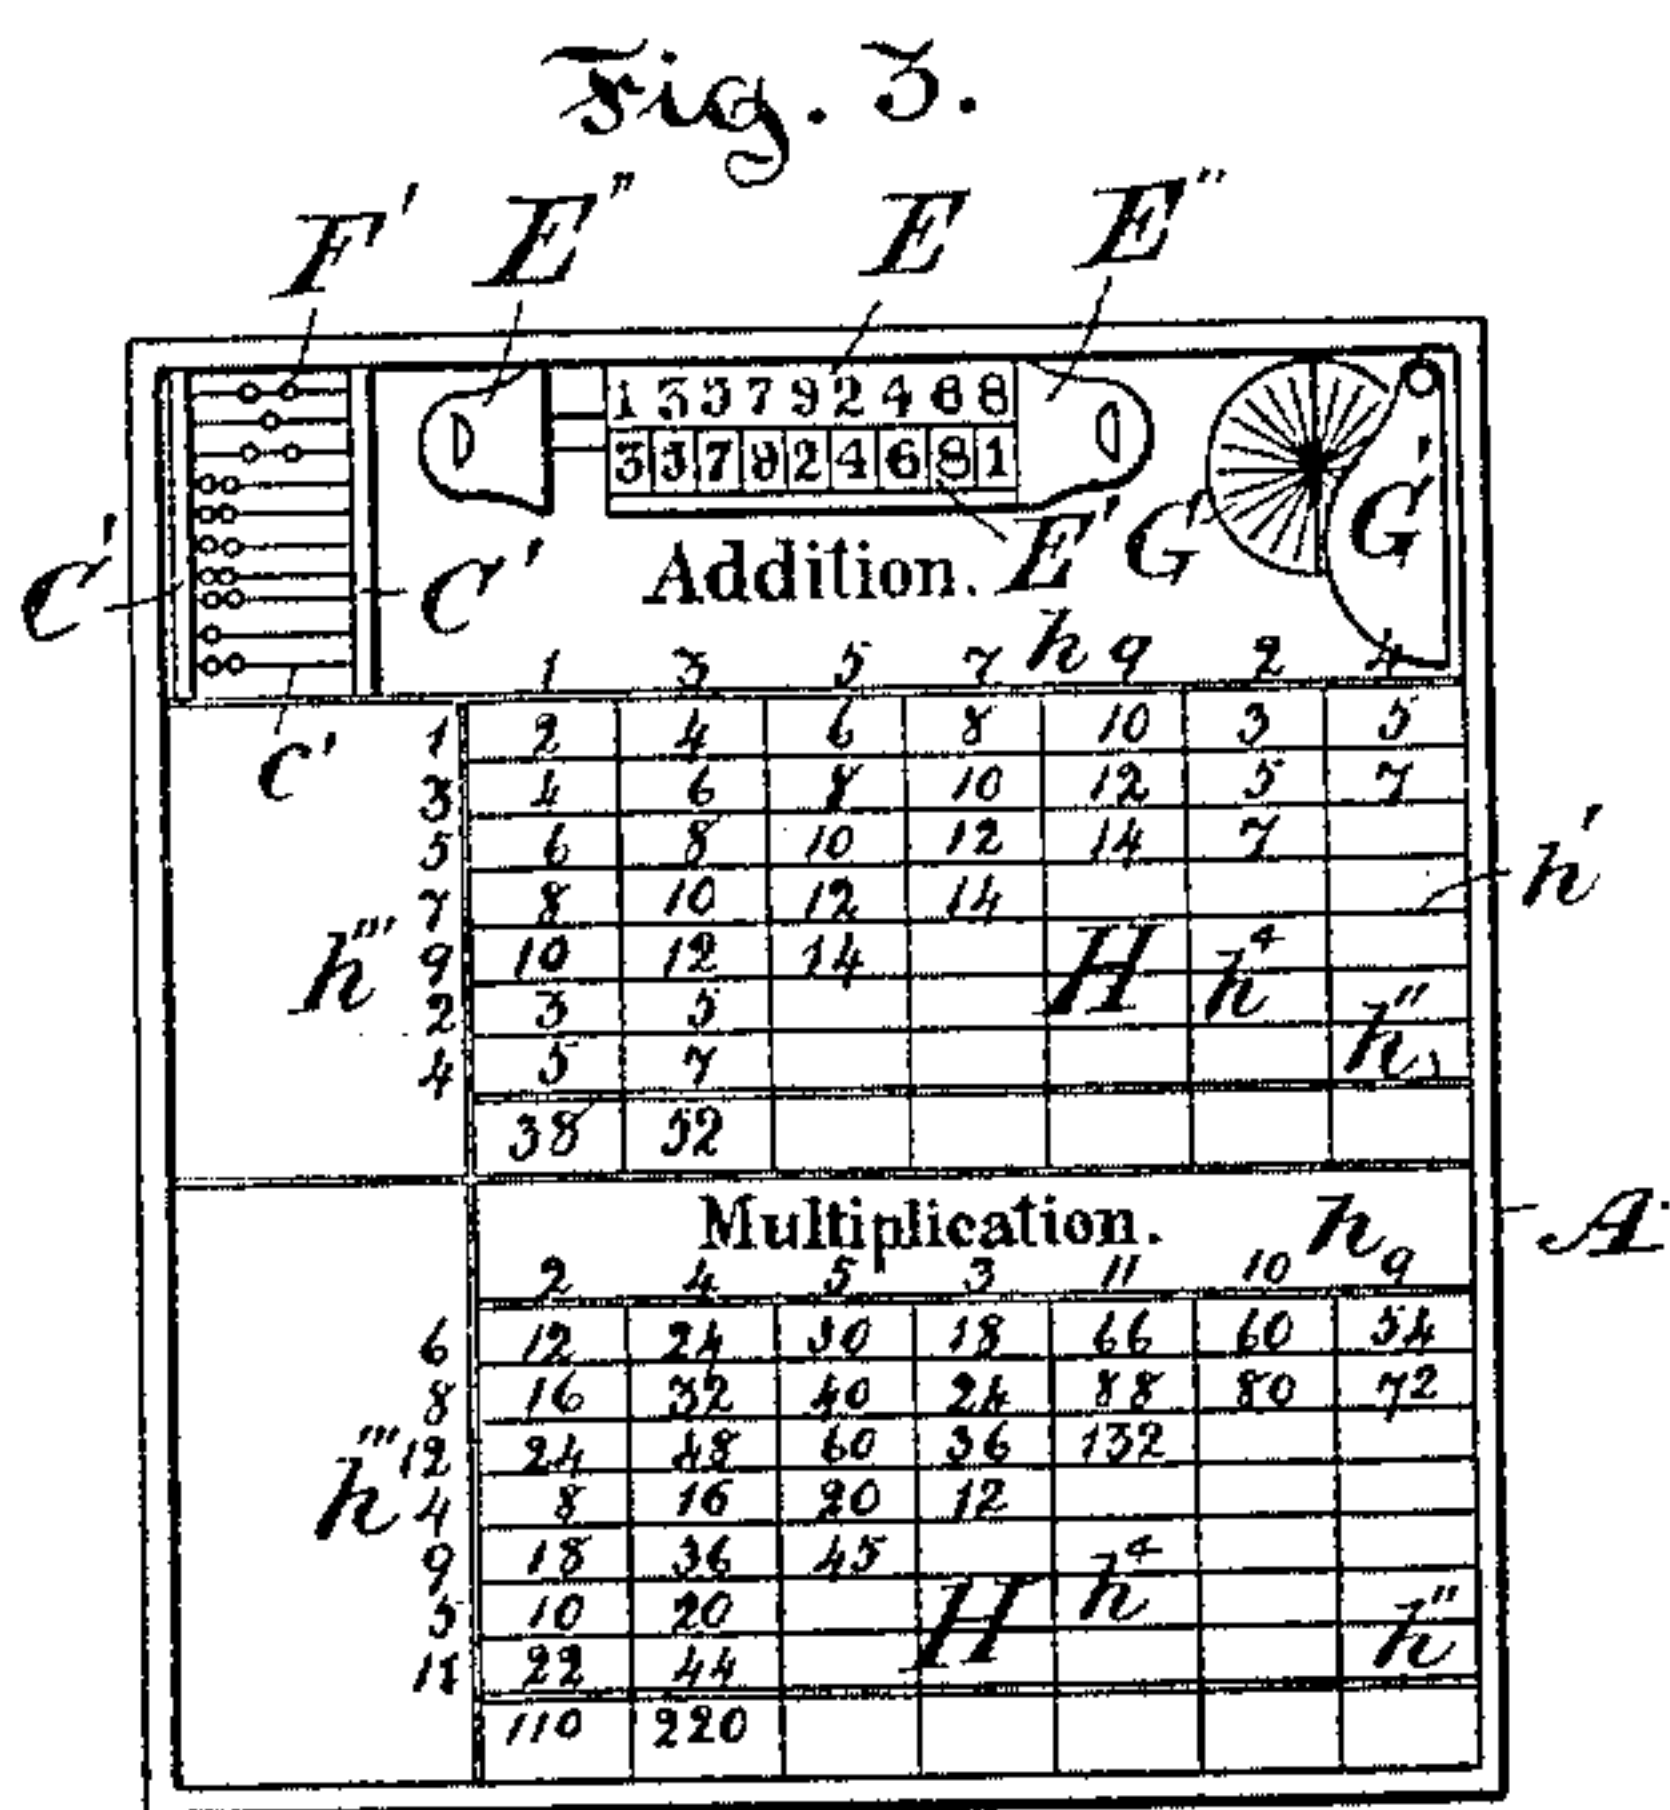 Fig. 3.
F' E" E E"
1 3 5 7 9 2 4 6 8
3 5 7 9 2 4 6 8 1
C' C' Addition. E' G' G'
h
1 3 5 7 9 2 4
1 2 4 6 8 10 3 5
C'
3 4 6 8 10 12 5 7
5 6 8 10 12 14 7
h'
7 8 10 12 14
h''' 9 10 12 14 H h⁴
2 3 5
h"
4 5 7
38 52
Multiplication. h A.
2 4 5 3 11 10 9
6 12 24 30 18 66 60 54
8 16 32 40 24 88 80 72
h''' 12 24 48 60 36 132
4 8 16 20 12
9 18 36 45 h⁴
5 10 20 H h"
11 22 44
110 220